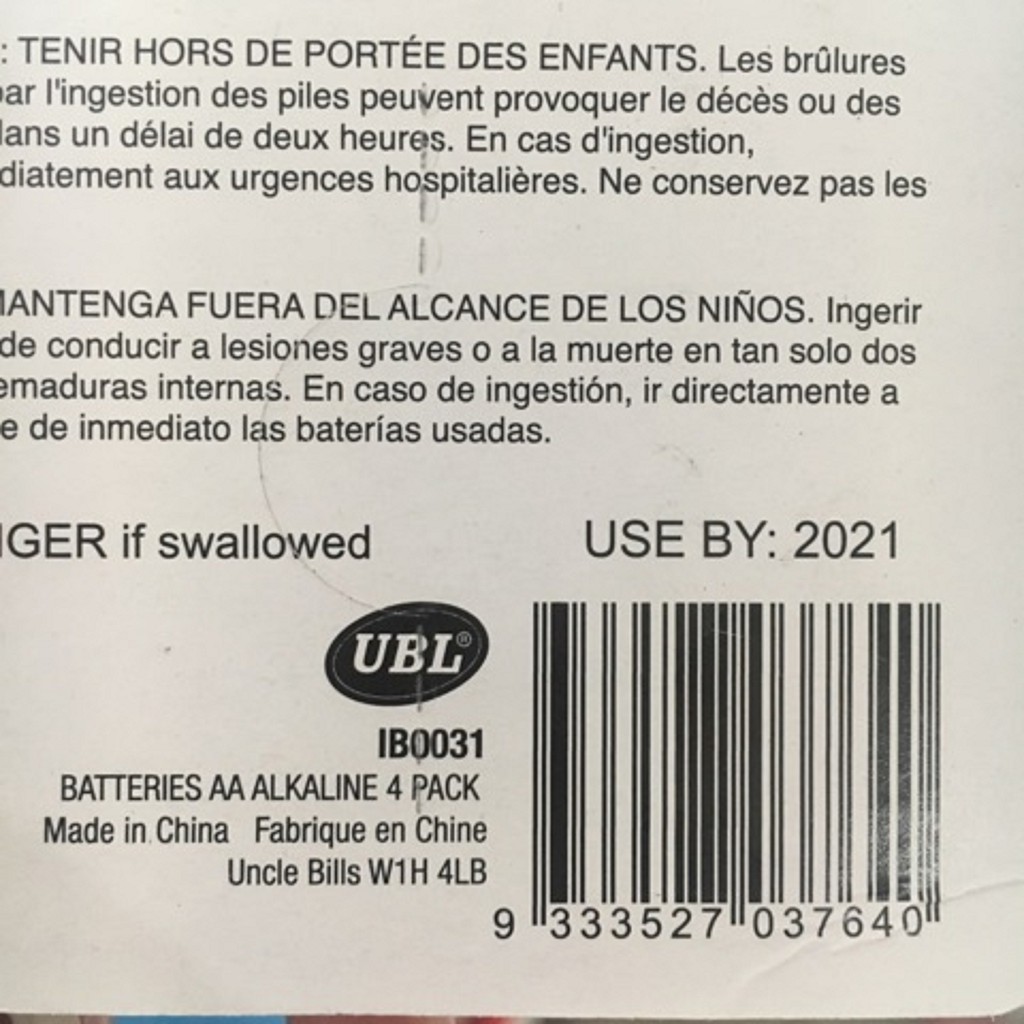 : TENIR HORS DE PORTÉE DES ENFANTS. Les brûlures
par l'ingestion des piles peuvent provoquer le décès ou des
dans un délai de deux heures. En cas d'ingestion,
diatement aux urgences hospitalières. Ne conservez pas les
MANTENGA FUERA DEL ALCANCE DE LOS NIÑOS. Ingerir
de conducir a lesiones graves o a la muerte en tan solo dos
emaduras internas. En caso de ingestión, ir directamente a
e de inmediato las baterías usadas.
GER if swallowed
USE BY: 2021
UBL®
IB0031
BATTERIES AA ALKALINE 4 PACK
Made in China Fabrique en Chine
Uncle Bills W1H 4LB
9 333527 037640